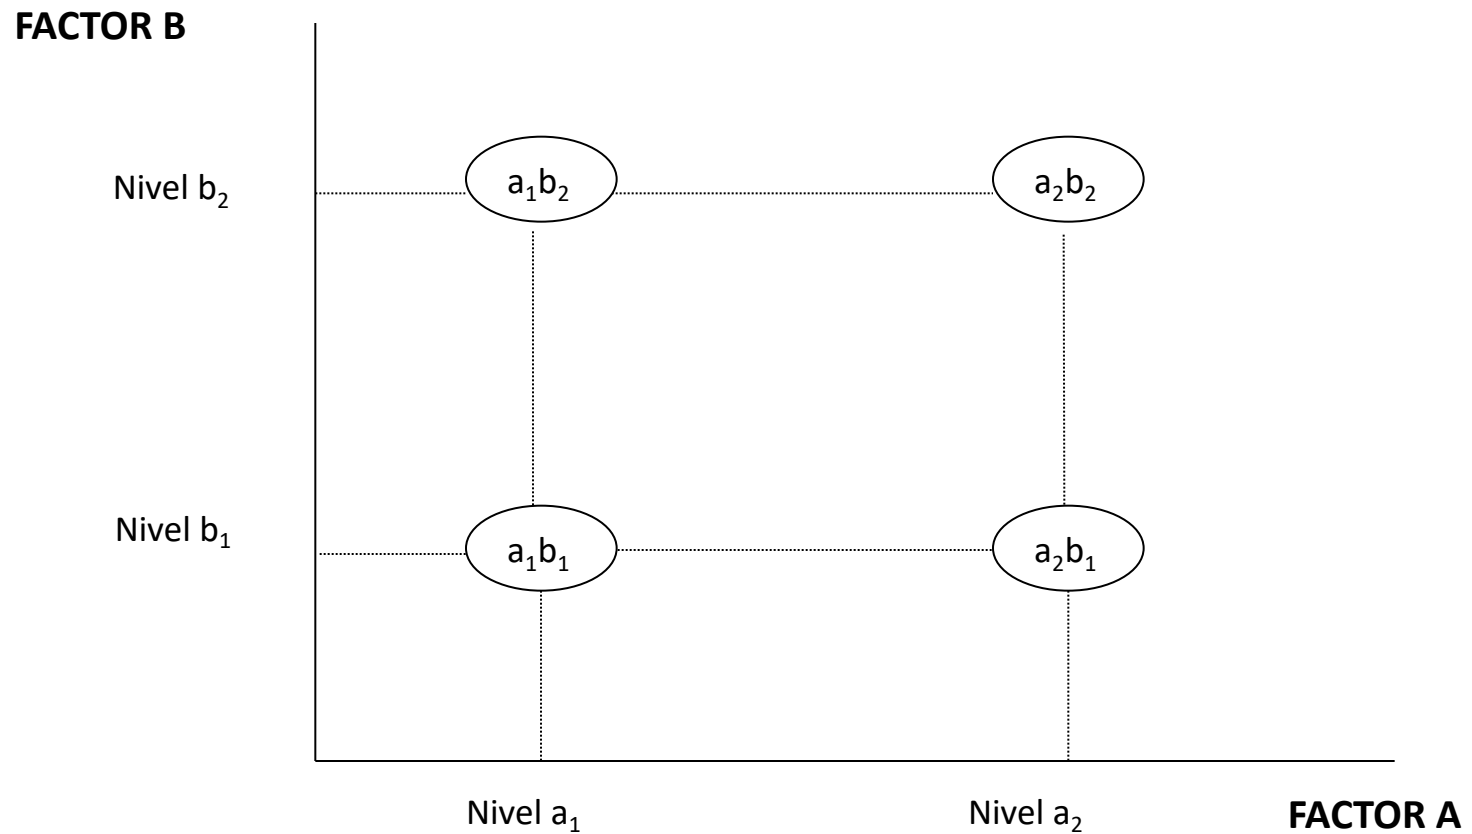 FACTOR B
Nivel b₂
a₁b₂
a₂b₂
Nivel b₁
a₁b₁
a₂b₁
Nivel a₁
Nivel a₂
FACTOR A